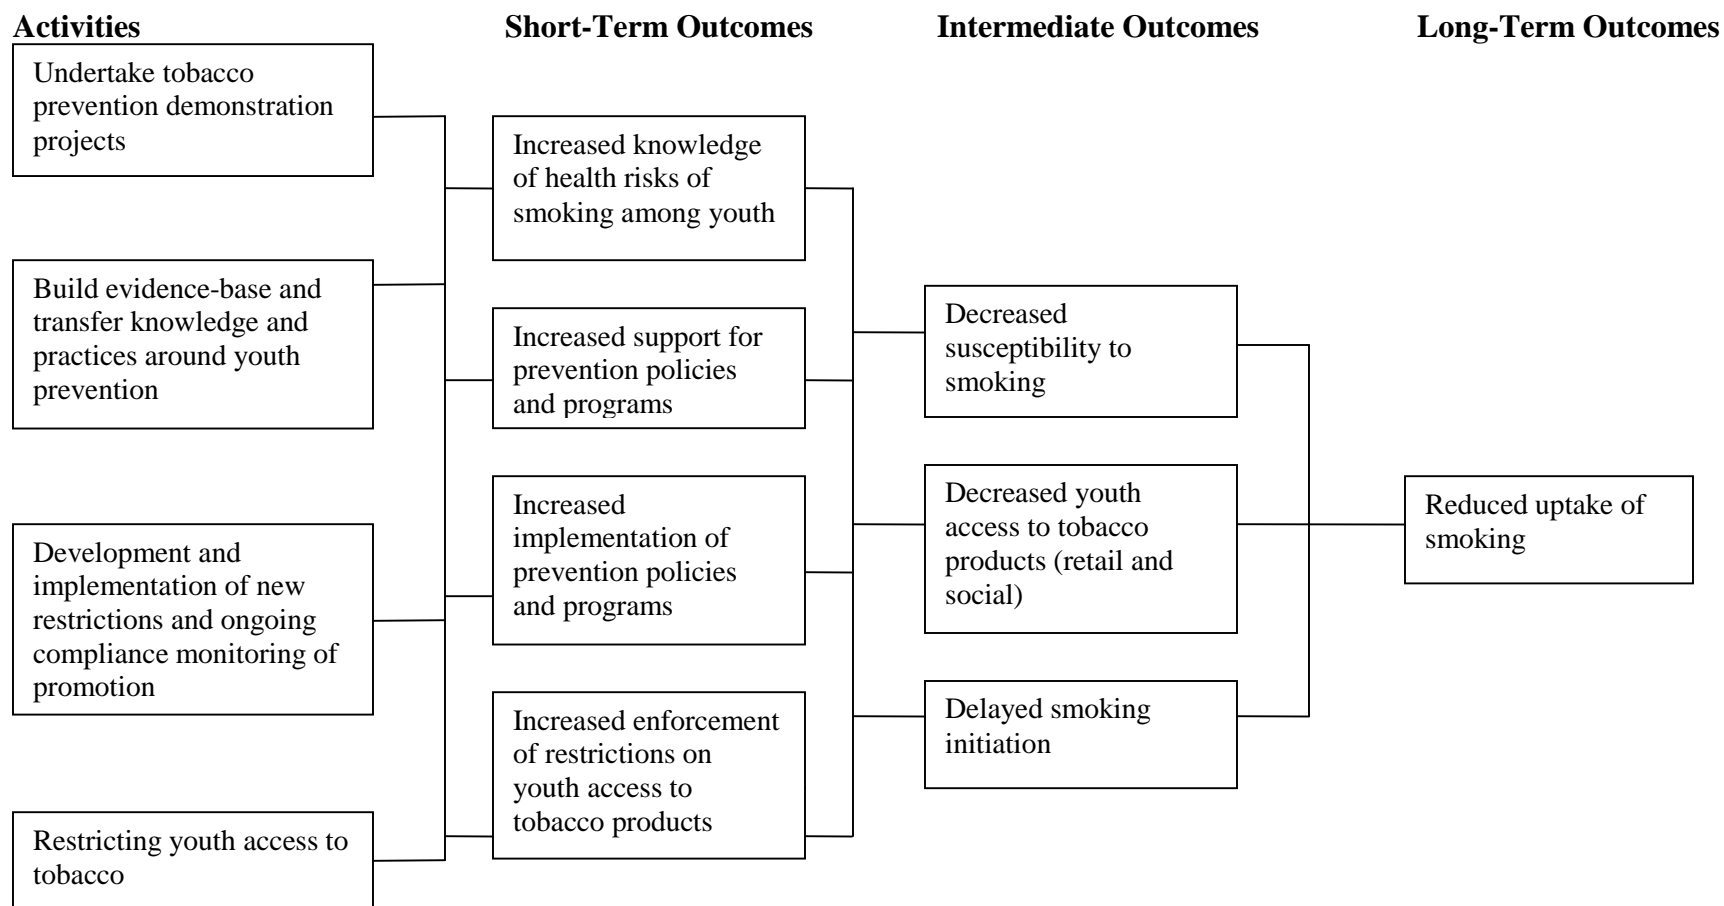 Activities
Short-Term Outcomes
Intermediate Outcomes
Long-Term Outcomes
Undertake tobacco
prevention demonstration
projects
Build evidence-base and
transfer knowledge and
practices around youth
prevention
Development and
implementation of new
restrictions and ongoing
compliance monitoring of
promotion
Restricting youth access to
tobacco
Increased knowledge
of health risks of
smoking among youth
Increased support for
prevention policies
and programs
Increased
implementation of
prevention policies
and programs
Increased enforcement
of restrictions on
youth access to
tobacco products
Decreased
susceptibility to
smoking
Decreased youth
access to tobacco
products (retail and
social)
Delayed smoking
initiation
Reduced uptake of
smoking